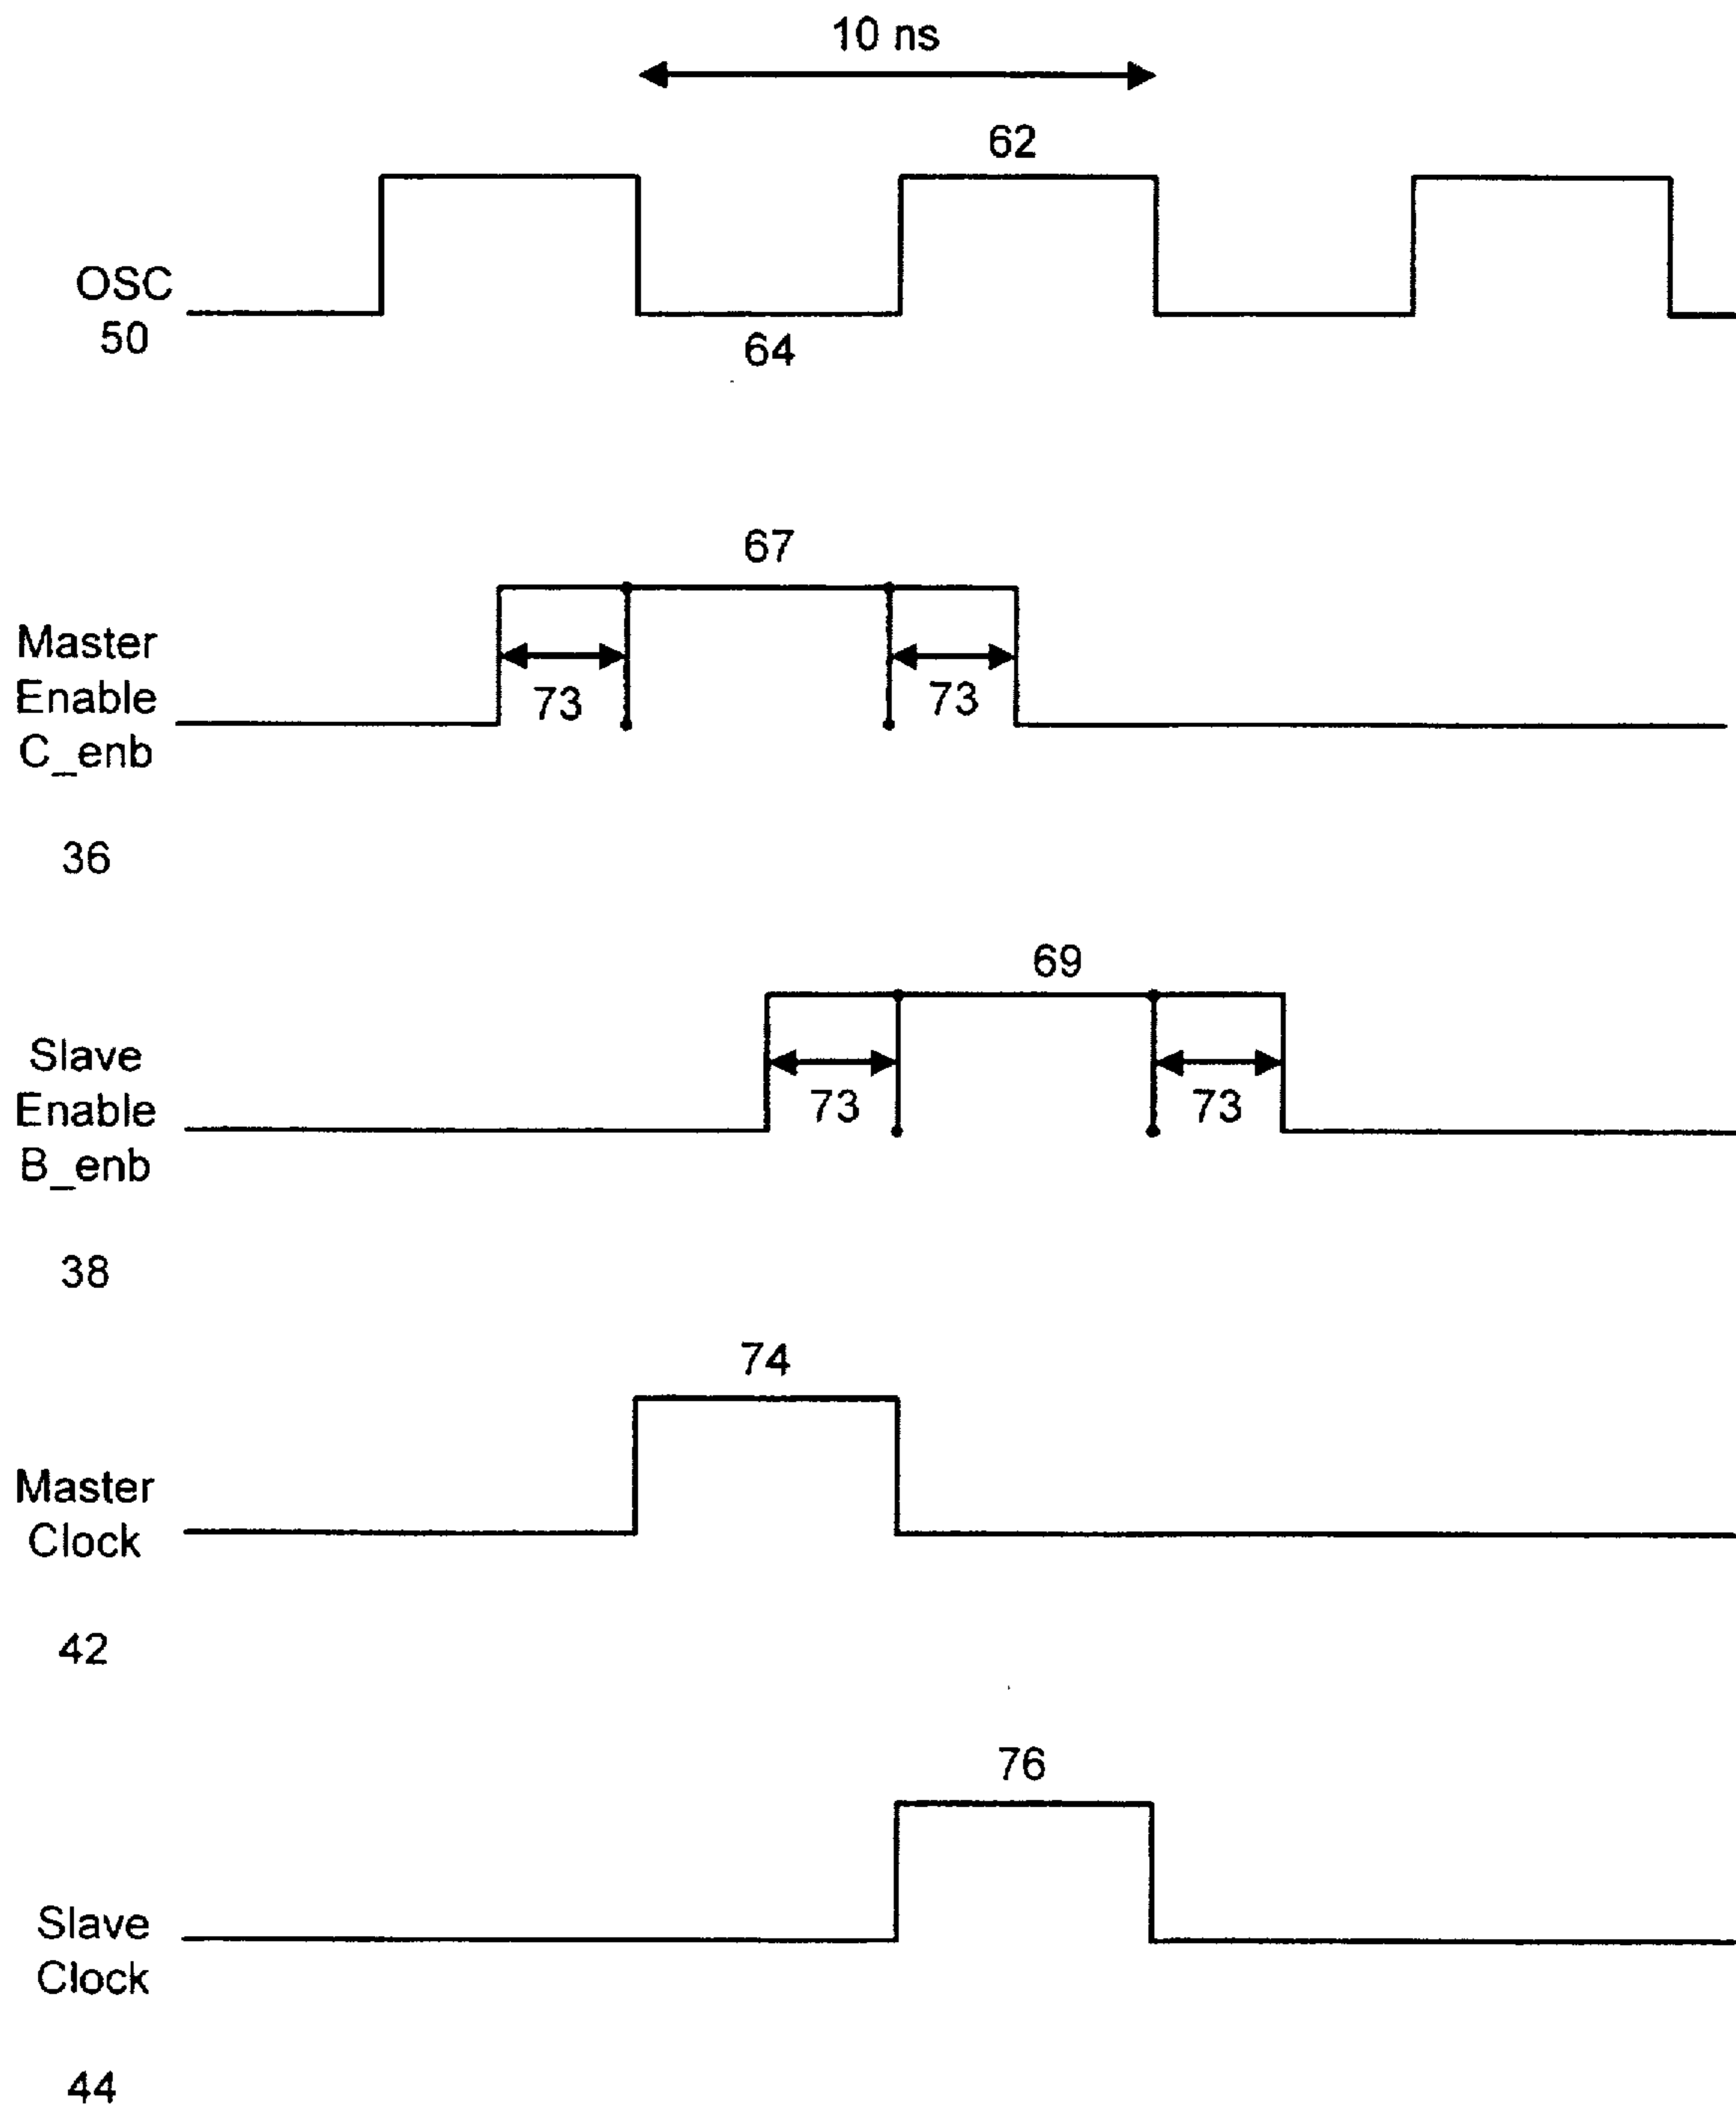 10 ns
62
OSC
50
64
67
Master
Enable
C_enb
73
73
36
69
Slave
Enable
B_enb
73
73
38
74
Master
Clock
42
76
Slave
Clock
44